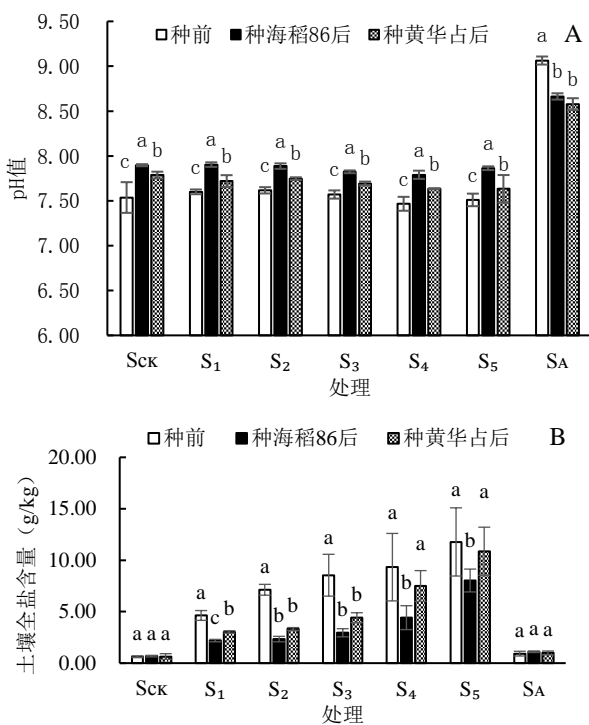 种前 种海稻86后 种黄华占后 A
9.50
9.00
8.50
8.00
7.50
7.00
6.50
6.00
pH值
c a b c a b c a b c a b c a b c a b a b b
SCK S₁ S₂ S₃ S₄ S₅ SA
处理
种前 种海稻86后 种黄华占后 B
20.00
15.00
10.00
5.00
0.00
土壤全盐含量（g/kg）
a a a a c b a b b a b b a b a a b a a a a
SCK S₁ S₂ S₃ S₄ S₅ SA
处理